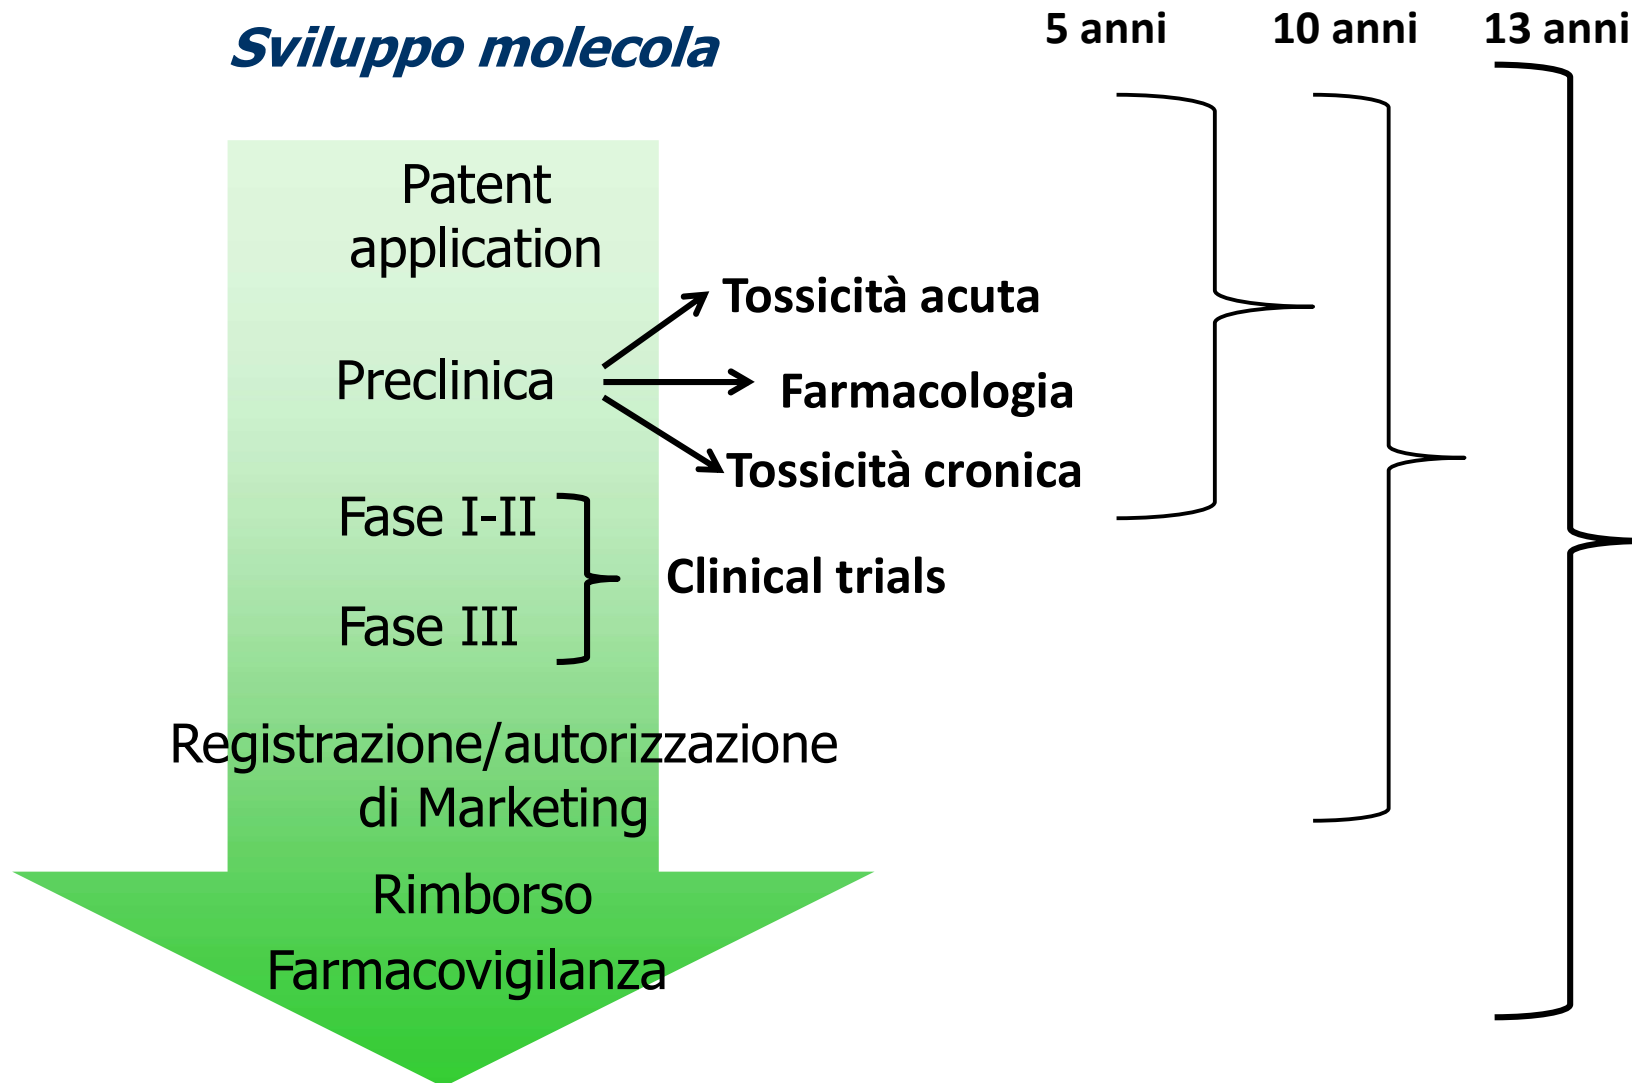 Sviluppo molecola
5 anni
10 anni
13 anni
Patent
application
Preclinica
Tossicità acuta
Farmacologia
Tossicità cronica
Fase I-II
Fase III
Clinical trials
Registrazione/autorizzazione
di Marketing
Rimborso
Farmacovigilanza